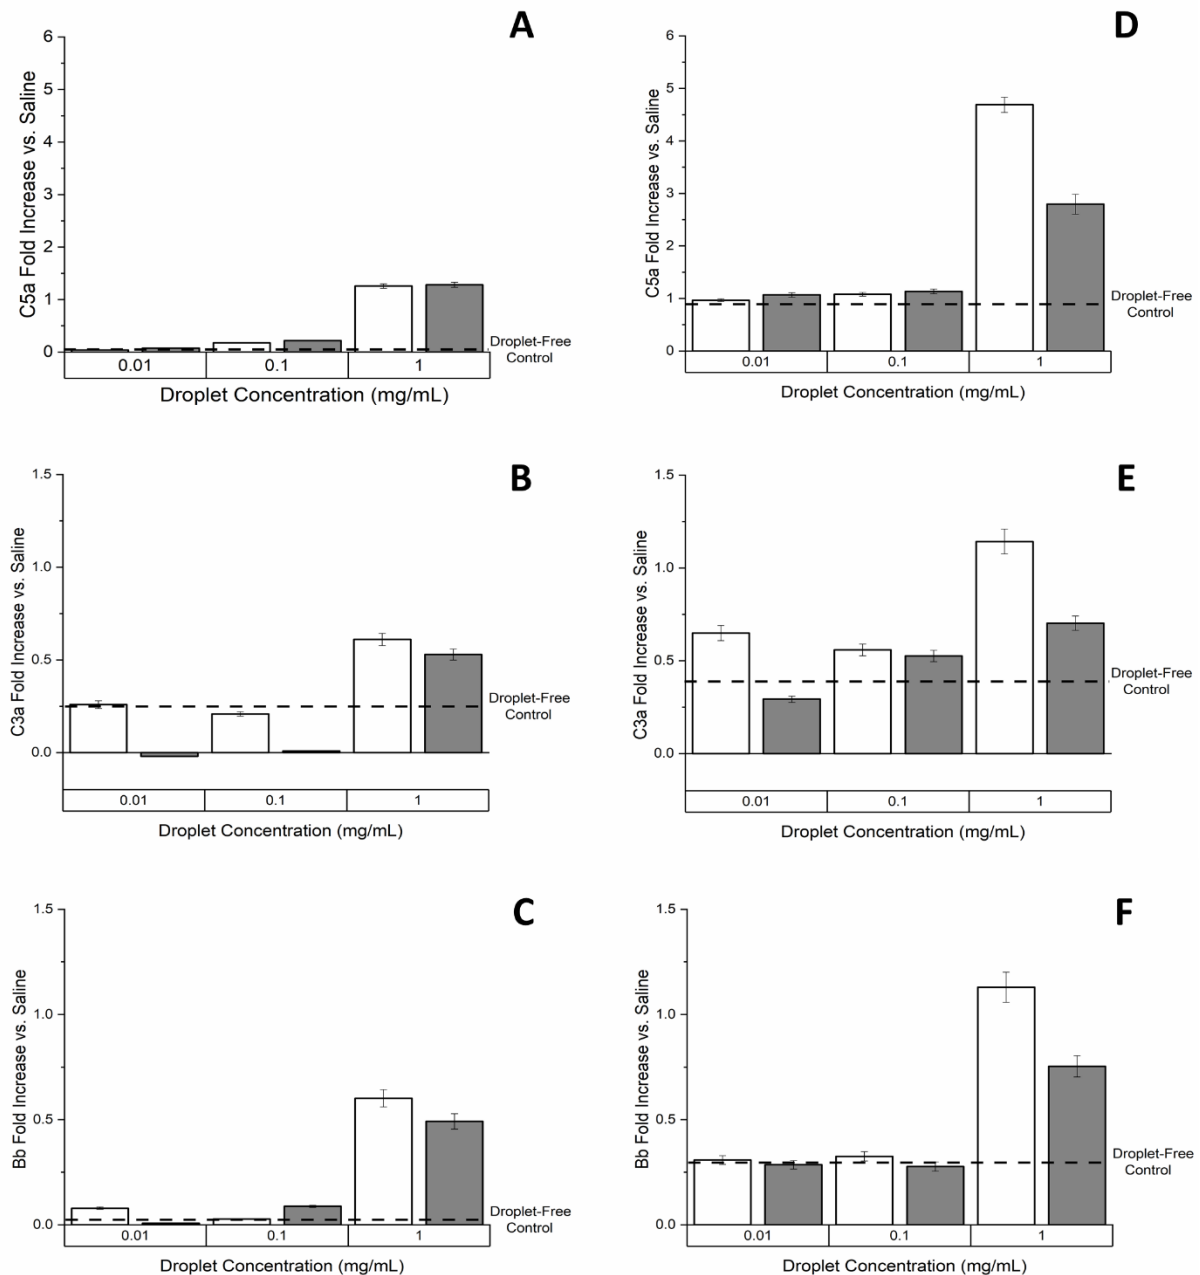 A
C5a Fold Increase vs. Saline
6
5
4
3
2
1
0
Droplet-Free
Control
0.01
0.1
1
Droplet Concentration (mg/mL)
D
C5a Fold Increase vs. Saline
6
5
4
3
2
1
0
Droplet-Free
Control
0.01
0.1
1
Droplet Concentration (mg/mL)
B
C3a Fold Increase vs. Saline
1.5
1.0
0.5
0.0
Droplet-Free
Control
0.01
0.1
1
Droplet Concentration (mg/mL)
E
C3a Fold Increase vs. Saline
1.5
1.0
0.5
0.0
Droplet-Free
Control
0.01
0.1
1
Droplet Concentration (mg/mL)
C
Bb Fold Increase vs. Saline
1.5
1.0
0.5
0.0
Droplet-Free
Control
0.01
0.1
1
Droplet Concentration (mg/mL)
F
Bb Fold Increase vs. Saline
1.5
1.0
0.5
0.0
Droplet-Free
Control
0.01
0.1
1
Droplet Concentration (mg/mL)